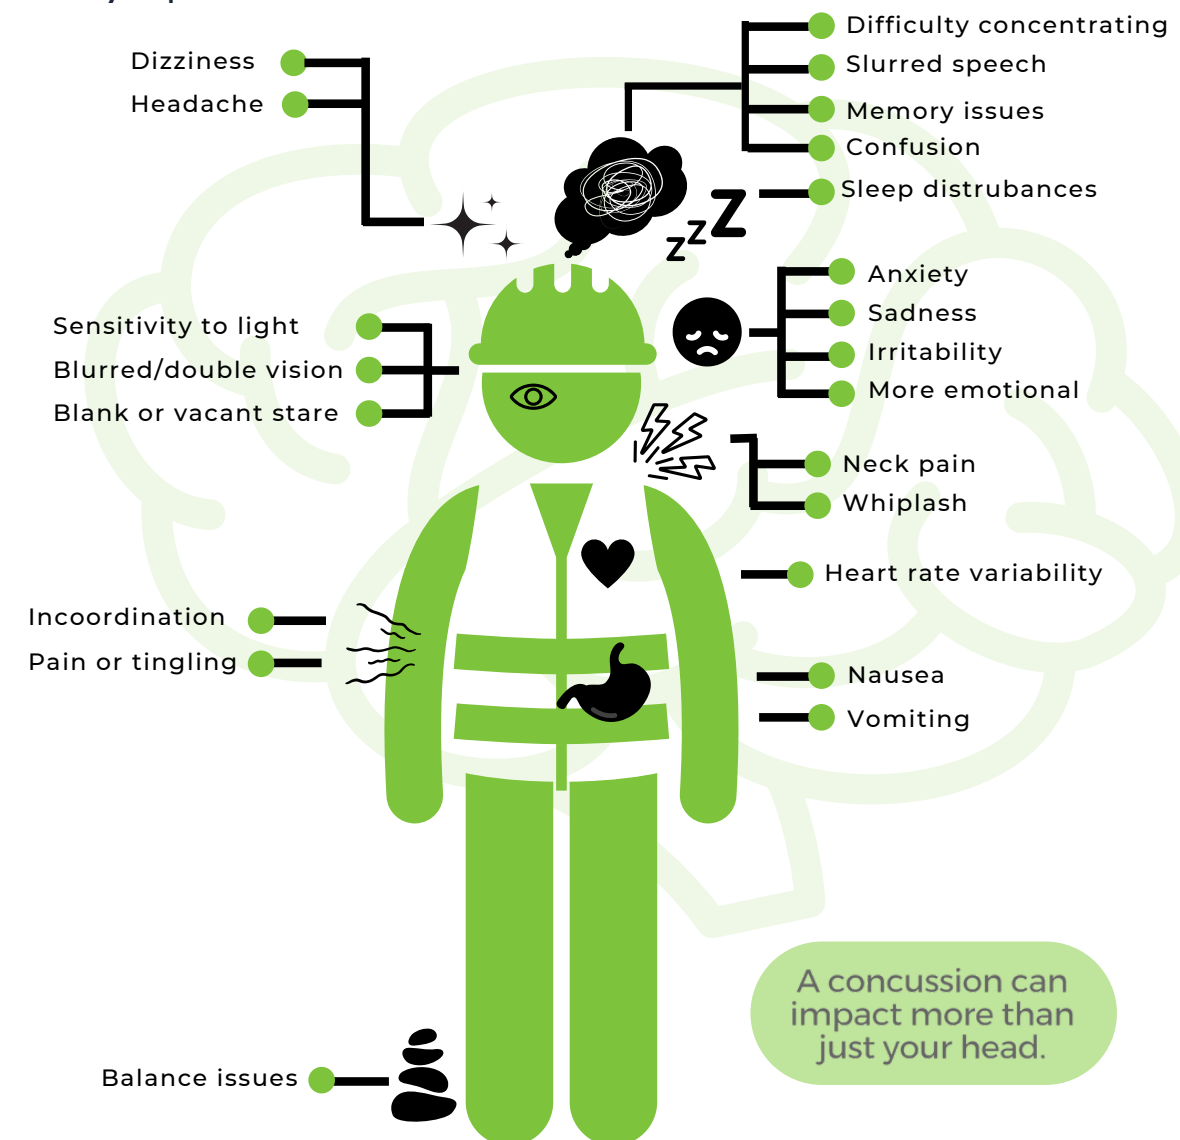 Dizziness
Headache
Difficulty concentrating
Slurred speech
Memory issues
Confusion
Sleep distrubances
z z Z
Sensitivity to light
Blurred/double vision
Blank or vacant stare
Anxiety
Sadness
Irritability
More emotional
Neck pain
Whiplash
Heart rate variability
Incoordination
Pain or tingling
Nausea
Vomiting
Balance issues
A concussion can
impact more than
just your head.